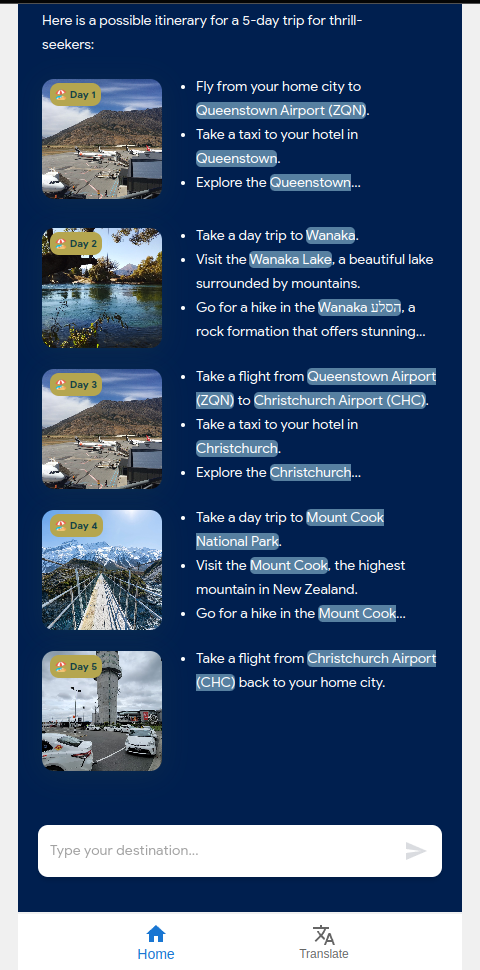 Here is a possible itinerary for a 5-day trip for thrill-
seekers:
🏖️ Day 1
• Fly from your home city to
Queenstown Airport (ZQN).
• Take a taxi to your hotel in
Queenstown.
• Explore the Queenstown...
🏖️ Day 2
• Take a day trip to Wanaka.
• Visit the Wanaka Lake, a beautiful lake
surrounded by mountains.
• Go for a hike in the Wanaka הסלע, a
rock formation that offers stunning...
🏖️ Day 3
• Take a flight from Queenstown Airport
(ZQN) to Christchurch Airport (CHC).
• Take a taxi to your hotel in
Christchurch.
• Explore the Christchurch...
🏖️ Day 4
• Take a day trip to Mount Cook
National Park.
• Visit the Mount Cook, the highest
mountain in New Zealand.
• Go for a hike in the Mount Cook...
🏖️ Day 5
• Take a flight from Christchurch Airport
(CHC) back to your home city.
Type your destination...
Home
Translate